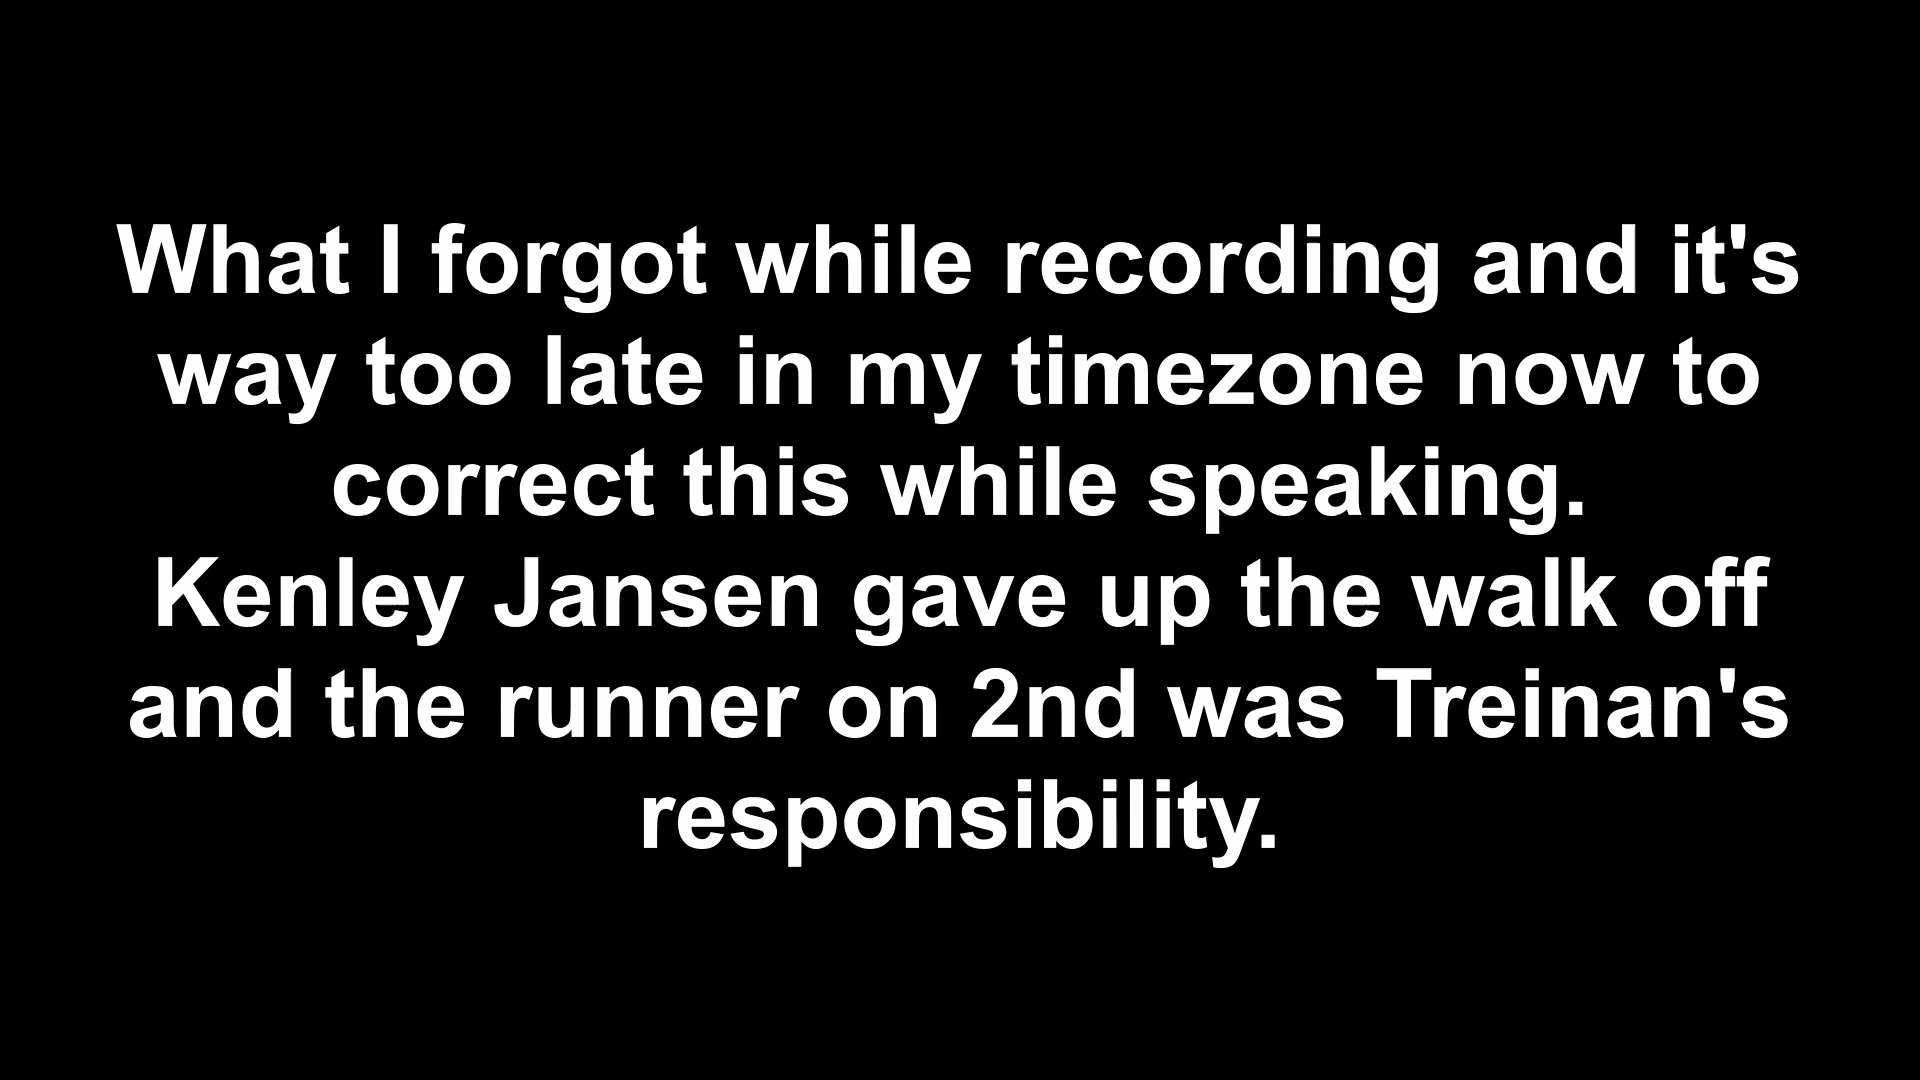 What I forgot while recording and it's
way too late in my timezone now to
correct this while speaking.
Kenley Jansen gave up the walk off
and the runner on 2nd was Treinan's
responsibility.